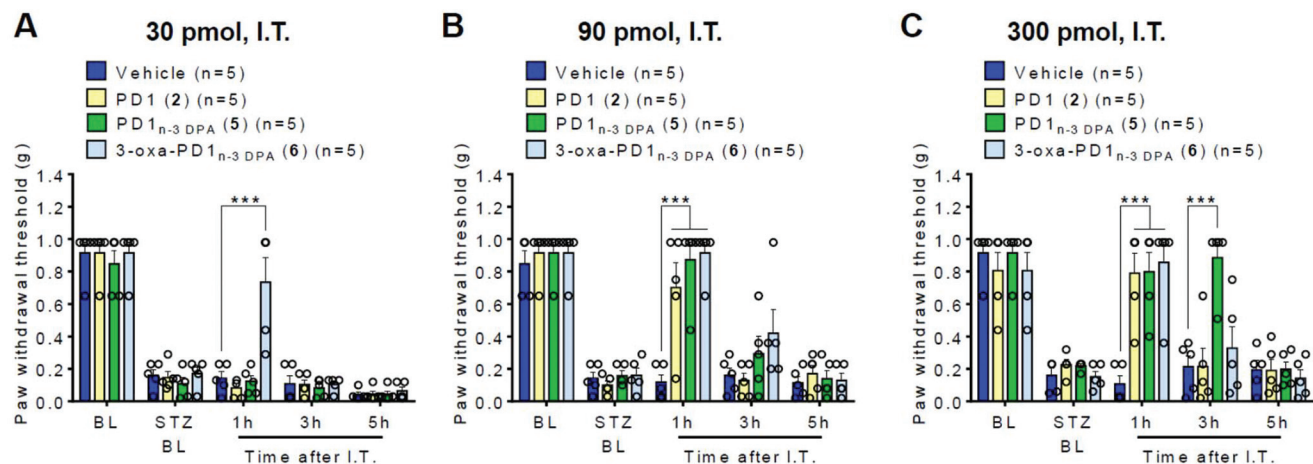 A 30 pmol, I.T.
Vehicle (n=5)
PD1 (2) (n=5)
PD1n-3 DPA (5) (n=5)
3-oxa-PD1n-3 DPA (6) (n=5)
Paw withdrawal threshold (g)
1.4
1.2
1.0
0.8
0.6
0.4
0.2
0.0
***
BL STZ 1h 3h 5h
BL
Time after I.T.
B 90 pmol, I.T.
Vehicle (n=5)
PD1 (2) (n=5)
PD1n-3 DPA (5) (n=5)
3-oxa-PD1n-3 DPA (6) (n=5)
Paw withdrawal threshold (g)
1.4
1.2
1.0
0.8
0.6
0.4
0.2
0.0
***
BL STZ 1h 3h 5h
BL
Time after I.T.
C 300 pmol, I.T.
Vehicle (n=5)
PD1 (2) (n=5)
PD1n-3 DPA (5) (n=5)
3-oxa-PD1n-3 DPA (6) (n=5)
Paw withdrawal threshold (g)
1.4
1.2
1.0
0.8
0.6
0.4
0.2
0.0
*** ***
BL STZ 1h 3h 5h
BL
Time after I.T.